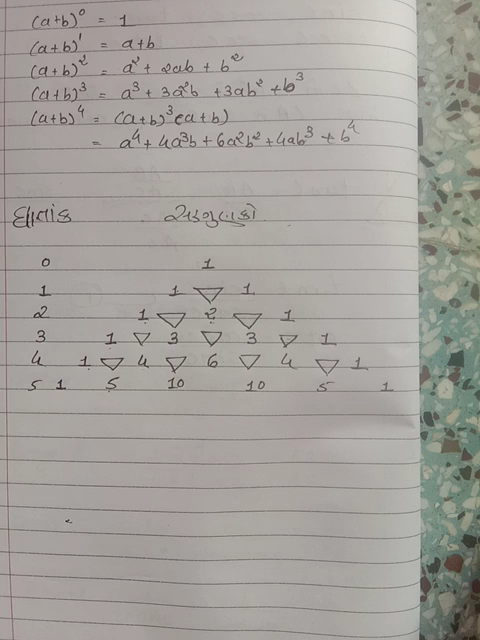 (a+b)⁰ = 1
(a+b)¹ = a+b
(a+b)² = a² + 2ab + b²
(a+b)³ = a³ + 3a²b + 3ab² + b³
(a+b)⁴ = (a+b)³(a+b)
= a⁴ + 4a³b + 6a²b² + 4ab³ + b⁴
ઘાતાંક સહગુણકો
0 1
1 1 1
2 1 2 1
3 1 3 3 1
4 1 4 6 4 1
5 1 5 10 10 5 1